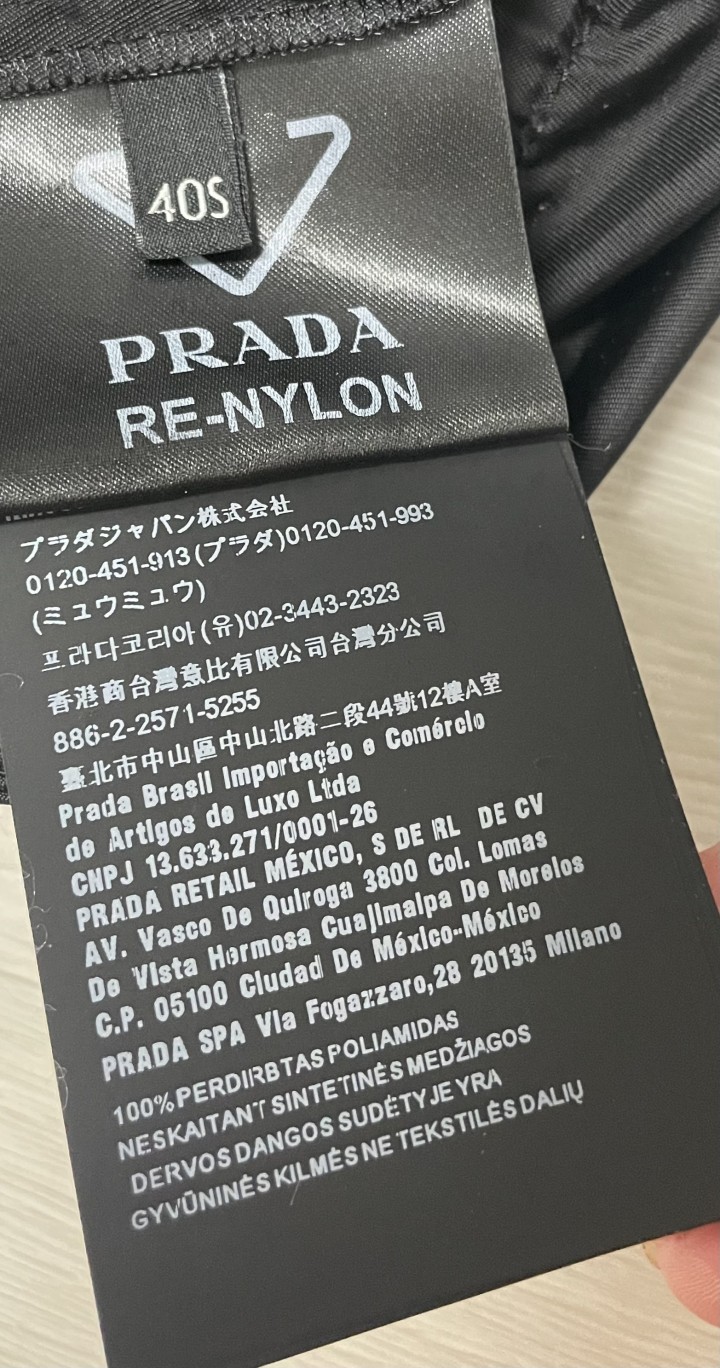 40S
PRADA
RE-NYLON
プラダジャパン株式会社
0120-451-913(プラダ)0120-451-993
(ミュウミュウ)
프라다코리아(유)02-3443-2323
香港商台灣意比有限公司台灣分公司
886-2-2571-5255
臺北市中山區中山北路二段44號12樓A室
Prada Brasil Importação e Comércio
de Artigos de Luxo Ltda
CNPJ 13.633.271/0001-26
PRADA RETAIL MÉXICO, S DE RL DE CV
AV. Vasco De Quiroga 3800 Col. Lomas
De Vista Hermosa Cuajimalpa De Morelos
C.P. 05100 Ciudad De México-México
PRADA SPA Via Fogazzaro,28 20135 Milano
100% PERDIRBTAS POLIAMIDAS
NESKAITANT SINTETINĖS MEDŽIAGOS
DERVOS DANGOS SUDĖTYJE YRA
GYVŪNINĖS KILMĖS NE TEKSTILĖS DALIŲ